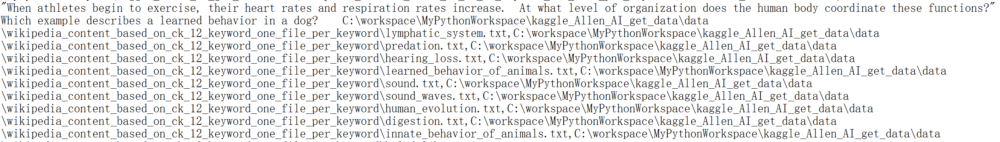 "When athletes begin to exercise, their heart rates and respiration rates increase.  At what level of organization does the human body coordinate these functions?"
Which example describes a learned behavior in a dog?    C:\workspace\MyPythonWorkspace\kaggle_Allen_AI_get_data\data
\wikipedia_content_based_on_ck_12_keyword_one_file_per_keyword\lymphatic_system.txt,C:\workspace\MyPythonWorkspace\kaggle_Allen_AI_get_data\data
\wikipedia_content_based_on_ck_12_keyword_one_file_per_keyword\predation.txt,C:\workspace\MyPythonWorkspace\kaggle_Allen_AI_get_data\data
\wikipedia_content_based_on_ck_12_keyword_one_file_per_keyword\hearing_loss.txt,C:\workspace\MyPythonWorkspace\kaggle_Allen_AI_get_data\data
\wikipedia_content_based_on_ck_12_keyword_one_file_per_keyword\learned_behavior_of_animals.txt,C:\workspace\MyPythonWorkspace\kaggle_Allen_AI_get_data\data
\wikipedia_content_based_on_ck_12_keyword_one_file_per_keyword\sound.txt,C:\workspace\MyPythonWorkspace\kaggle_Allen_AI_get_data\data
\wikipedia_content_based_on_ck_12_keyword_one_file_per_keyword\sound_waves.txt,C:\workspace\MyPythonWorkspace\kaggle_Allen_AI_get_data\data
\wikipedia_content_based_on_ck_12_keyword_one_file_per_keyword\human_evolution.txt,C:\workspace\MyPythonWorkspace\kaggle_Allen_AI_get_data\data
\wikipedia_content_based_on_ck_12_keyword_one_file_per_keyword\digestion.txt,C:\workspace\MyPythonWorkspace\kaggle_Allen_AI_get_data\data
\wikipedia_content_based_on_ck_12_keyword_one_file_per_keyword\innate_behavior_of_animals.txt,C:\workspace\MyPythonWorkspace\kaggle_Allen_AI_get_data\data